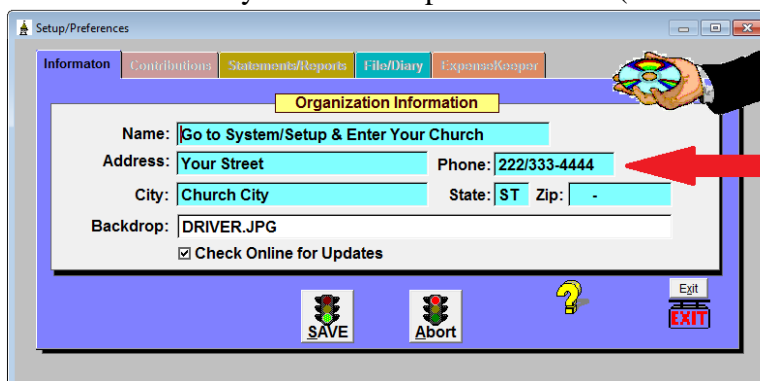 Setup/Preferences
Informaton Contributions Statements/Reports File/Diary ExpenseKeeper
Organization Information
Name: Go to System/Setup & Enter Your Church
Address: Your Street Phone: 222/333-4444
City: Church City State: ST Zip: -
Backdrop: DRIVER.JPG
Check Online for Updates
SAVE Abort Exit
EXIT